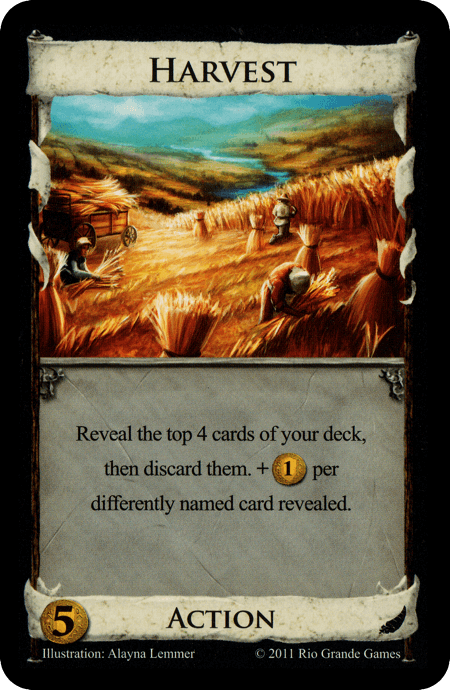 HARVEST
Reveal the top 4 cards of your deck,
then discard them. + 1 per
differently named card revealed.
5 ACTION
Illustration: Alayna Lemmer © 2011 Rio Grande Games